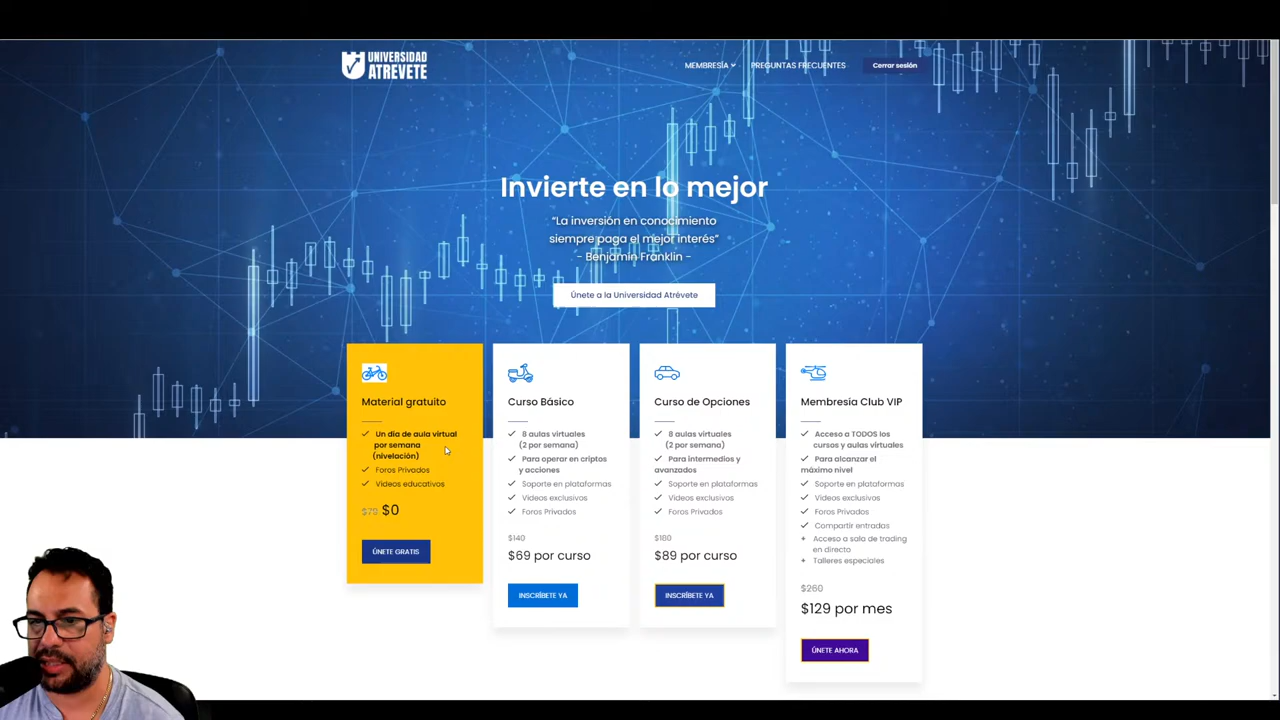 UNIVERSIDAD
ATREVETE
MEMBRESÍA
PREGUNTAS FRECUENTES
Cerrar sesión
Invierte en lo mejor
“La inversión en conocimiento
siempre paga el mejor interés”
- Benjamín Franklin -
Únete a la Universidad Atrévete
Material gratuito
Un día de aula virtual
por semana
(nivelación)
Foros Privados
Videos educativos
$79 $0
ÚNETE GRATIS
Curso Básico
8 aulas virtuales
(2 por semana)
Para operar en criptos
y acciones
Soporte en plataformas
Videos exclusivos
Foros Privados
$140
$69 por curso
INSCRÍBETE YA
Curso de Opciones
8 aulas virtuales
(2 por semana)
Para intermedios y
avanzados
Soporte en plataformas
Videos exclusivos
Foros Privados
$180
$89 por curso
INSCRÍBETE YA
Membresía Club VIP
Acceso a TODOS los
cursos y aulas virtuales
Para alcanzar el
máximo nivel
Soporte en plataformas
Videos exclusivos
Foros Privados
Compartir entradas
+ Acceso a sala de trading
en directo
+ Talleres especiales
$260
$129 por mes
ÚNETE AHORA